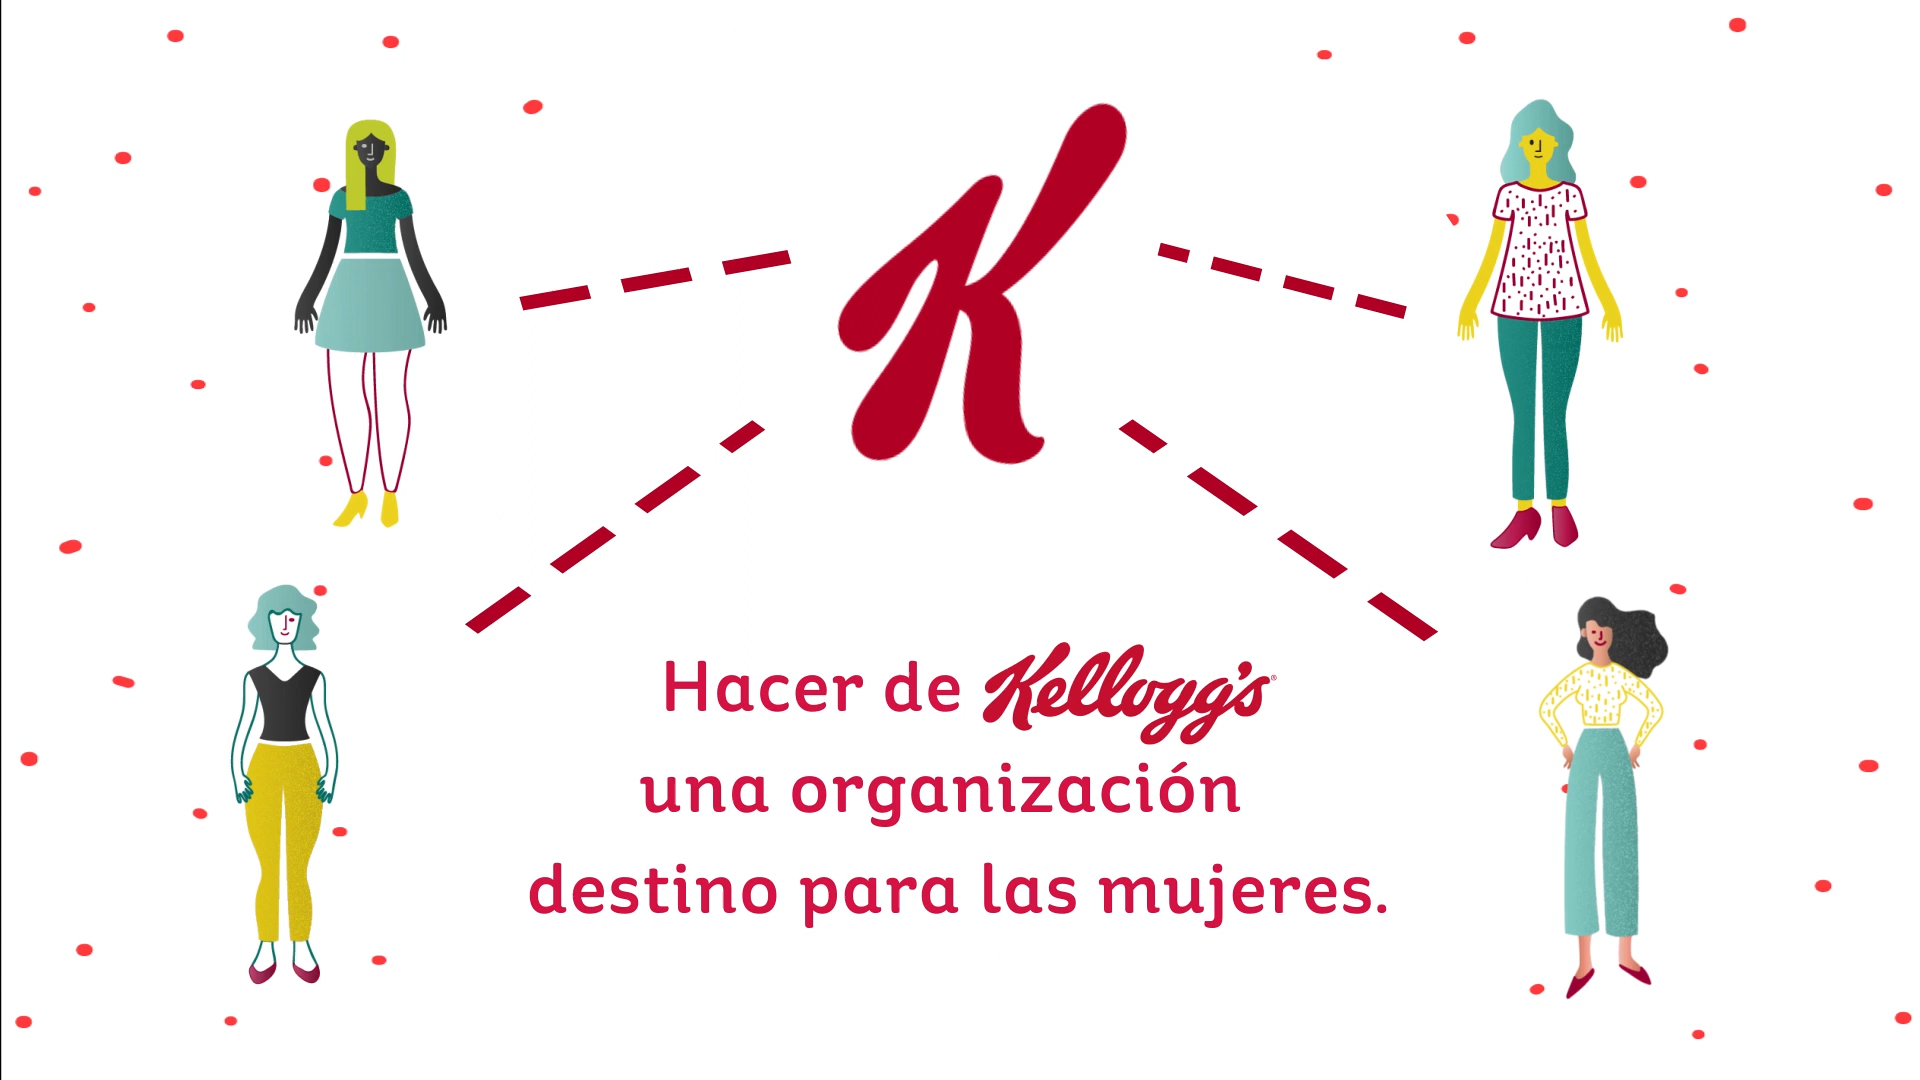 K
Hacer de Kellogg's®
una organización
destino para las mujeres.